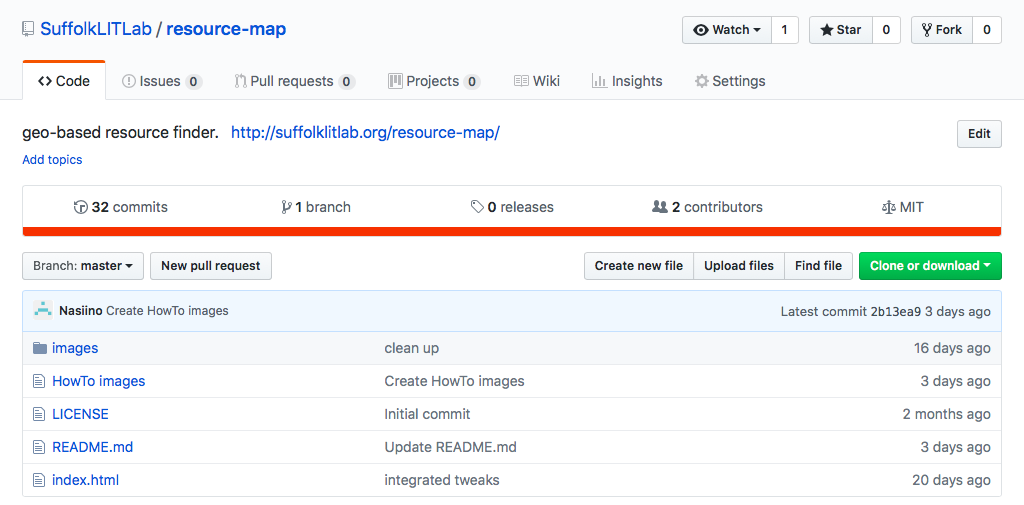 SuffolkLITLab / resource-map Watch 1 Star 0 Fork 0
Code Issues 0 Pull requests 0 Projects 0 Wiki Insights Settings
geo-based resource finder. http://suffolklitlab.org/resource-map/ Edit
Add topics
32 commits 1 branch 0 releases 2 contributors MIT
Branch: master New pull request Create new file Upload files Find file Clone or download
Nasiino Create HowTo images Latest commit 2b13ea9 3 days ago
images clean up 16 days ago
HowTo images Create HowTo images 3 days ago
LICENSE Initial commit 2 months ago
README.md Update README.md 3 days ago
index.html integrated tweaks 20 days ago